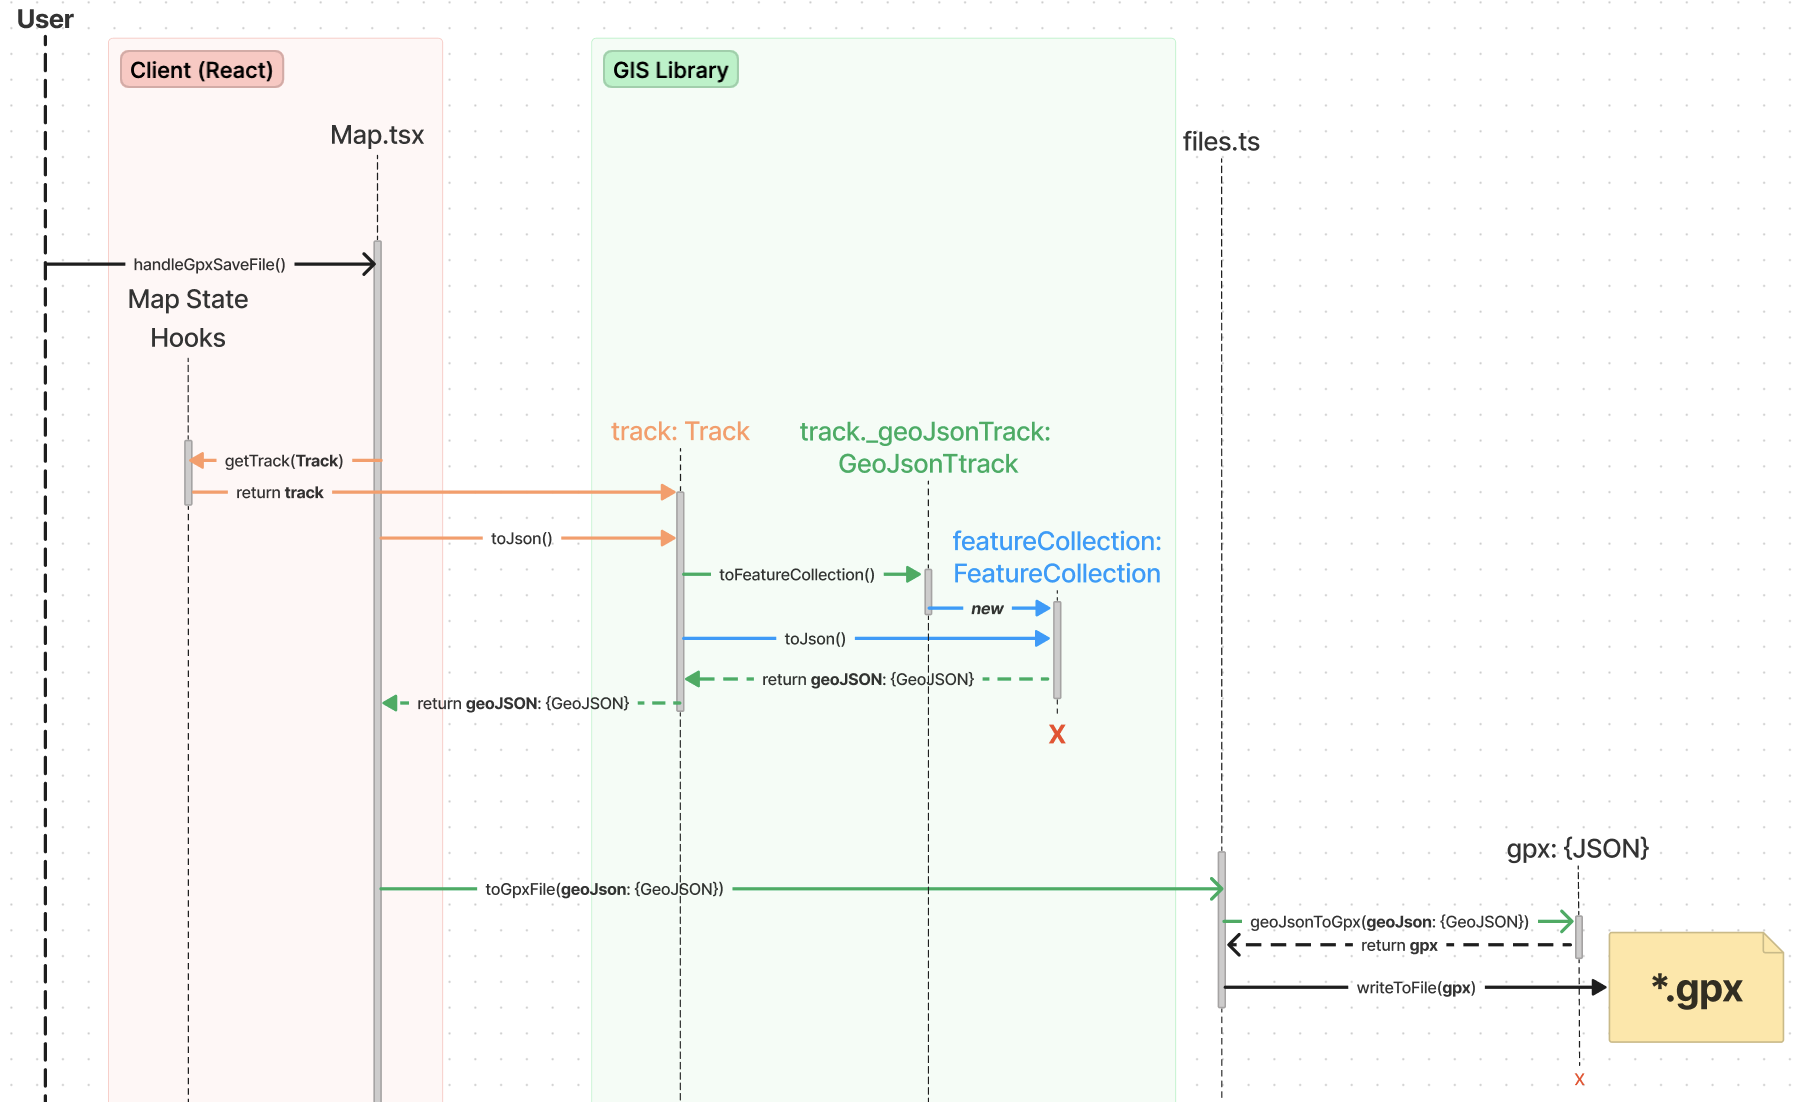 User
Client (React)
GIS Library
Map.tsx
files.ts
handleGpxSaveFile()
Map State
Hooks
track: Track
track._geoJsonTrack:
GeoJsonTtrack
getTrack(Track)
return track
toJson()
featureCollection:
FeatureCollection
toFeatureCollection()
new
toJson()
return geoJSON: {GeoJSON}
return geoJSON: {GeoJSON}
X
gpx: {JSON}
toGpxFile(geoJson: {GeoJSON})
geoJsonToGpx(geoJson: {GeoJSON})
return gpx
writeToFile(gpx)
*.gpx
X